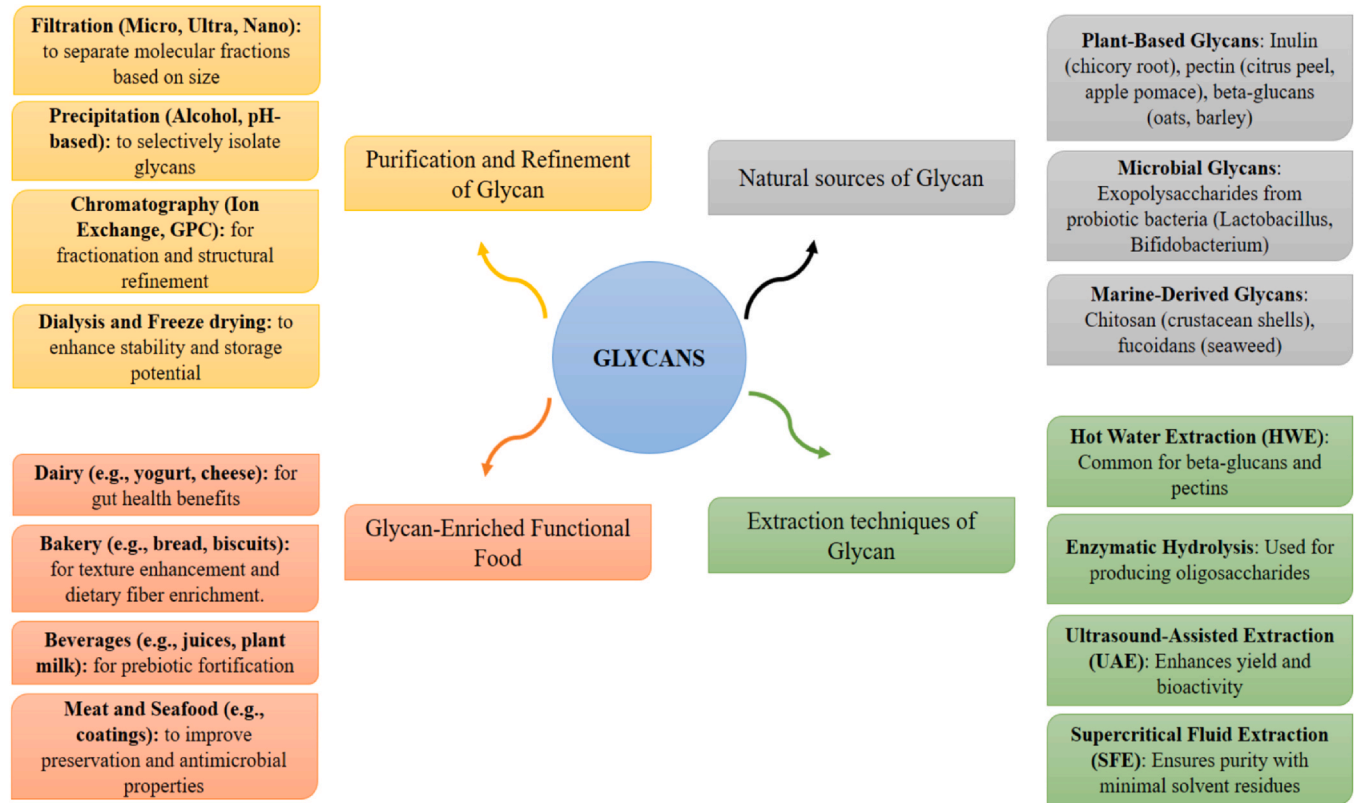 Filtration (Micro, Ultra, Nano):
to separate molecular fractions
based on size
Precipitation (Alcohol, pH-
based): to selectively isolate
glycans
Chromatography (Ion
Exchange, GPC): for
fractionation and structural
refinement
Dialysis and Freeze drying: to
enhance stability and storage
potential
Purification and Refinement
of Glycan
Natural sources of Glycan
Plant-Based Glycans: Inulin
(chicory root), pectin (citrus peel,
apple pomace), beta-glucans
(oats, barley)
Microbial Glycans:
Exopolysaccharides from
probiotic bacteria (Lactobacillus,
Bifidobacterium)
Marine-Derived Glycans:
Chitosan (crustacean shells),
fucoidans (seaweed)
GLYCANS
Dairy (e.g., yogurt, cheese): for
gut health benefits
Bakery (e.g., bread, biscuits):
for texture enhancement and
dietary fiber enrichment.
Beverages (e.g., juices, plant
milk): for prebiotic fortification
Meat and Seafood (e.g.,
coatings): to improve
preservation and antimicrobial
properties
Glycan-Enriched Functional
Food
Extraction techniques of
Glycan
Hot Water Extraction (HWE):
Common for beta-glucans and
pectins
Enzymatic Hydrolysis: Used for
producing oligosaccharides
Ultrasound-Assisted Extraction
(UAE): Enhances yield and
bioactivity
Supercritical Fluid Extraction
(SFE): Ensures purity with
minimal solvent residues